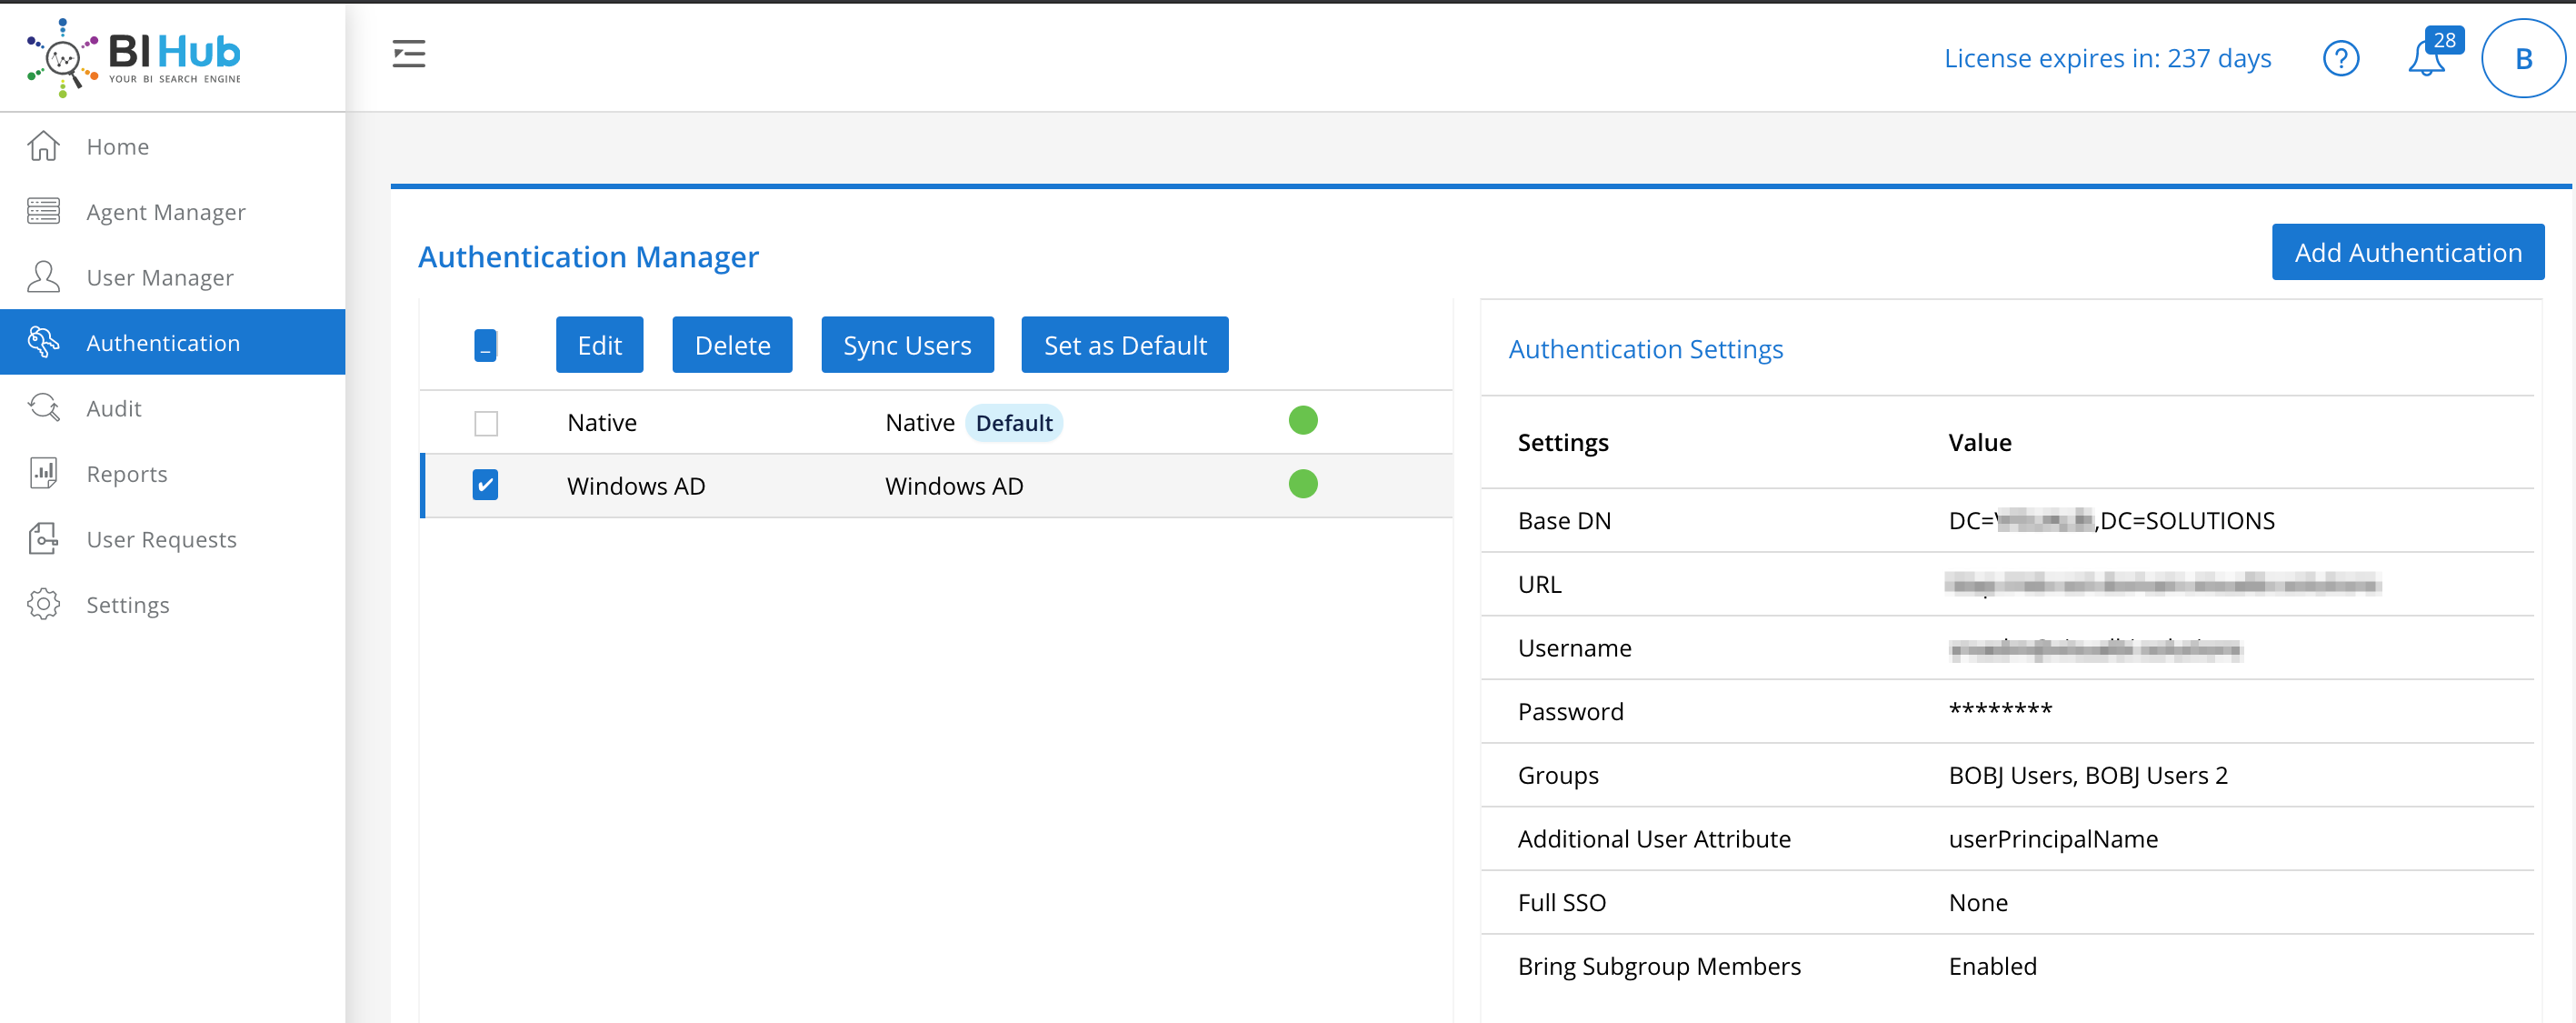 BI Hub
YOUR BI SEARCH ENGINE
License expires in: 237 days
?
28
B
Home
Agent Manager
User Manager
Authentication
Audit
Reports
User Requests
Settings
Authentication Manager
Add Authentication
Edit Delete Sync Users Set as Default
Native Native Default
Windows AD Windows AD
Authentication Settings
Settings Value
Base DN DC= ,DC=SOLUTIONS
URL
Username
Password ********
Groups BOBJ Users, BOBJ Users 2
Additional User Attribute userPrincipalName
Full SSO None
Bring Subgroup Members Enabled